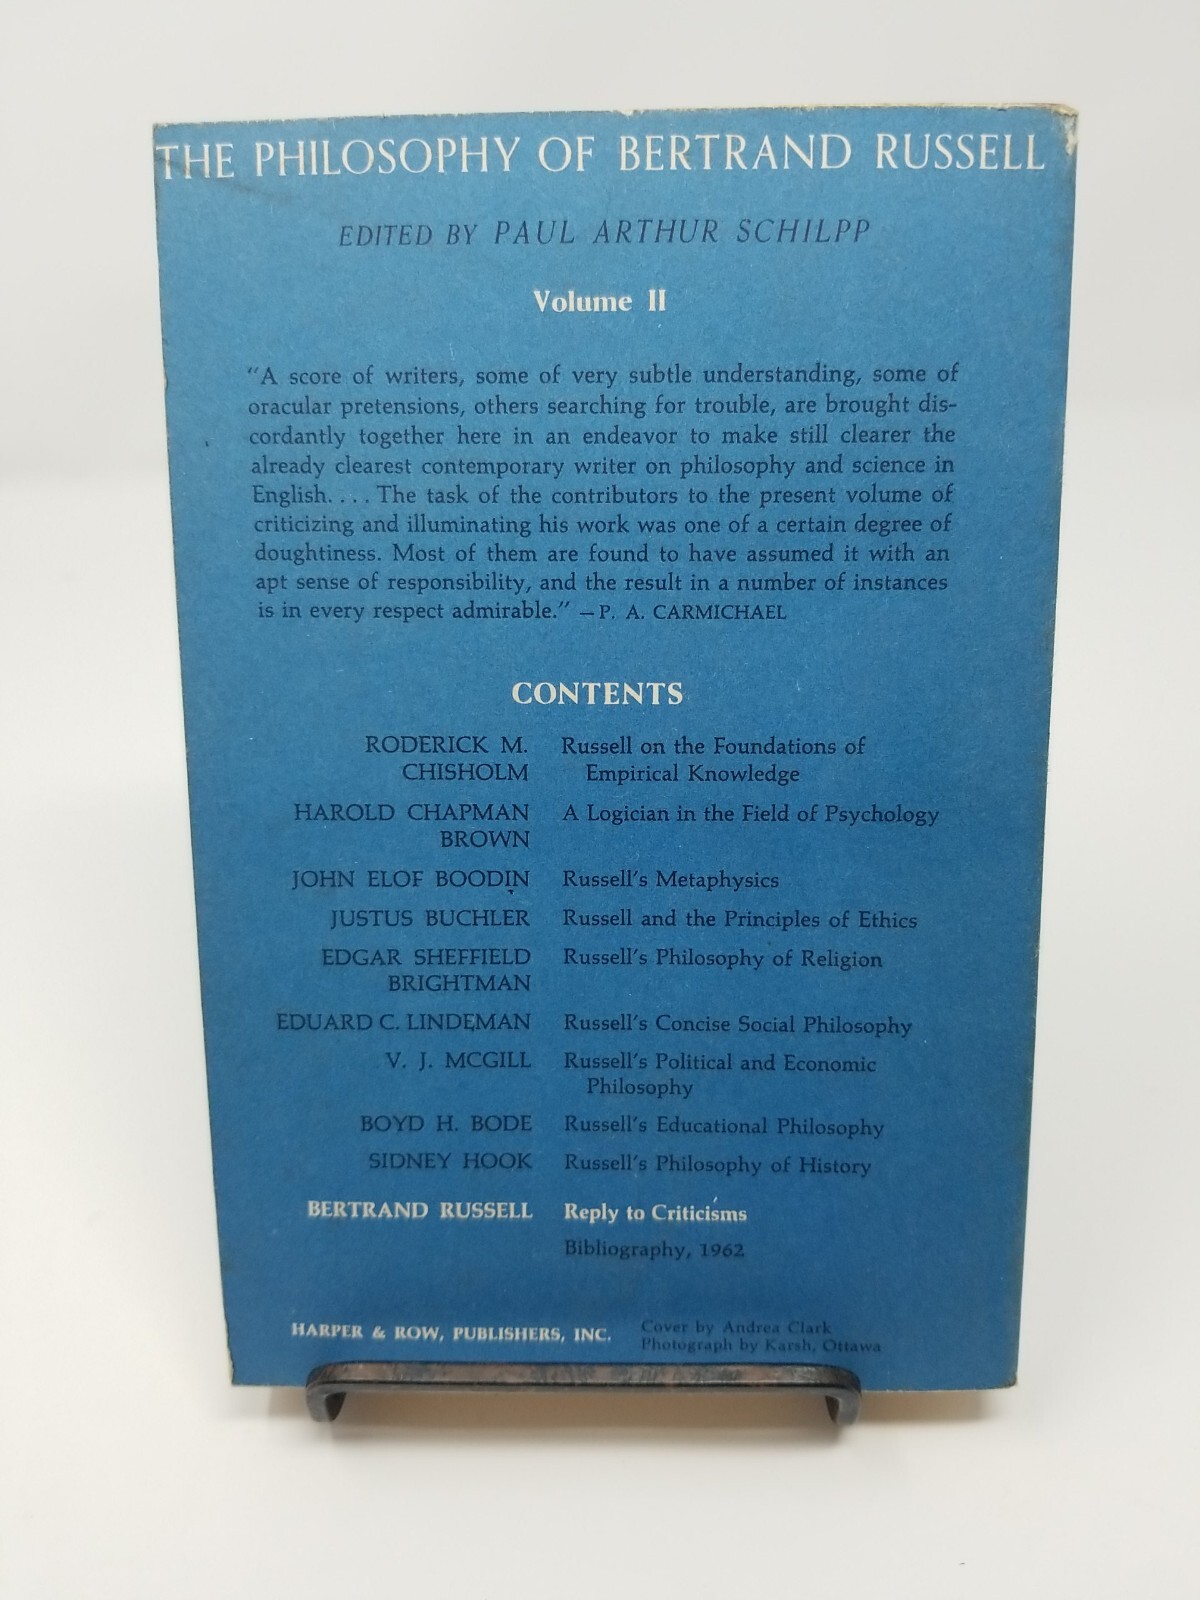 THE PHILOSOPHY OF BERTRAND RUSSELL
EDITED BY PAUL ARTHUR SCHILPP
Volume II
"A score of writers, some of very subtle understanding, some of
oracular pretensions, others searching for trouble, are brought dis-
cordantly together here in an endeavor to make still clearer the
already clearest contemporary writer on philosophy and science in
English. . . . The task of the contributors to the present volume of
criticizing and illuminating his work was one of a certain degree of
doughtiness. Most of them are found to have assumed it with an
apt sense of responsibility, and the result in a number of instances
is in every respect admirable." —P. A. CARMICHAEL
CONTENTS
RODERICK M. Russell on the Foundations of
CHISHOLM Empirical Knowledge
HAROLD CHAPMAN A Logician in the Field of Psychology
BROWN
JOHN ELOF BOODIN Russell's Metaphysics
JUSTUS BUCHLER Russell and the Principles of Ethics
EDGAR SHEFFIELD Russell's Philosophy of Religion
BRIGHTMAN
EDUARD C. LINDEMAN Russell's Concise Social Philosophy
V. J. MCGILL Russell's Political and Economic
Philosophy
BOYD H. BODE Russell's Educational Philosophy
SIDNEY HOOK Russell's Philosophy of History
BERTRAND RUSSELL Reply to Criticisms
Bibliography, 1962
HARPER & ROW, PUBLISHERS, INC. Cover by Andrea Clark
Photograph by Karsh, Ottawa